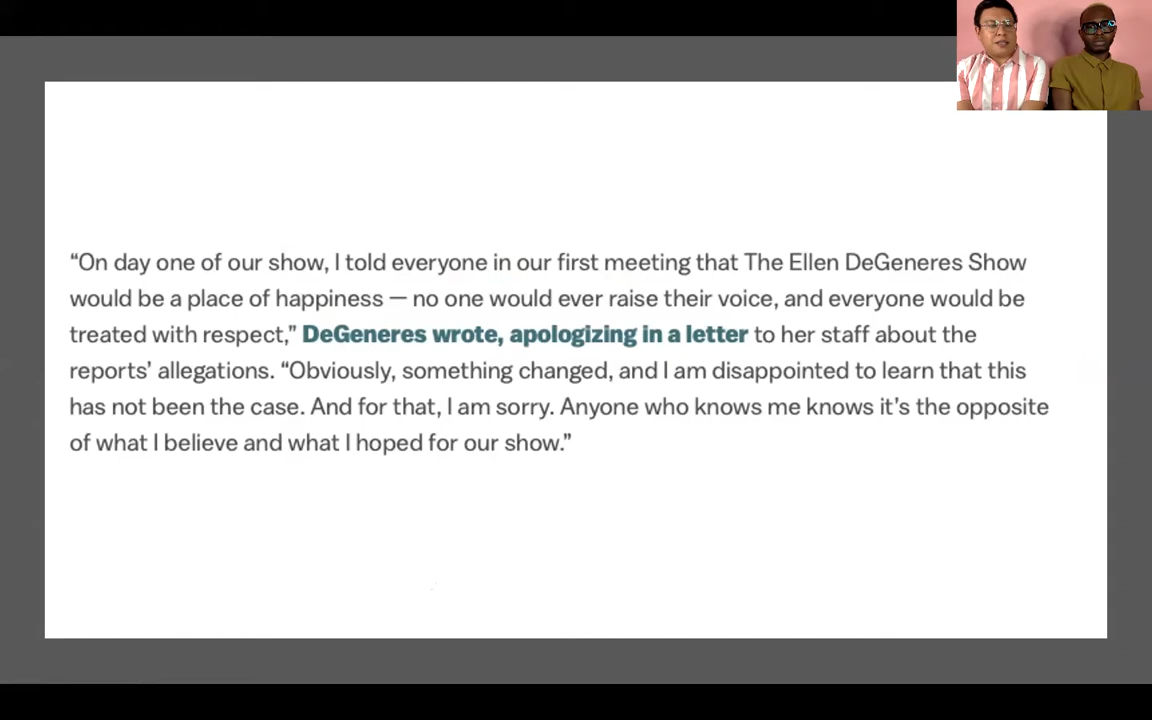 “On day one of our show, I told everyone in our first meeting that The Ellen DeGeneres Show
would be a place of happiness — no one would ever raise their voice, and everyone would be
treated with respect,” DeGeneres wrote, apologizing in a letter to her staff about the
reports’ allegations. “Obviously, something changed, and I am disappointed to learn that this
has not been the case. And for that, I am sorry. Anyone who knows me knows it’s the opposite
of what I believe and what I hoped for our show.”